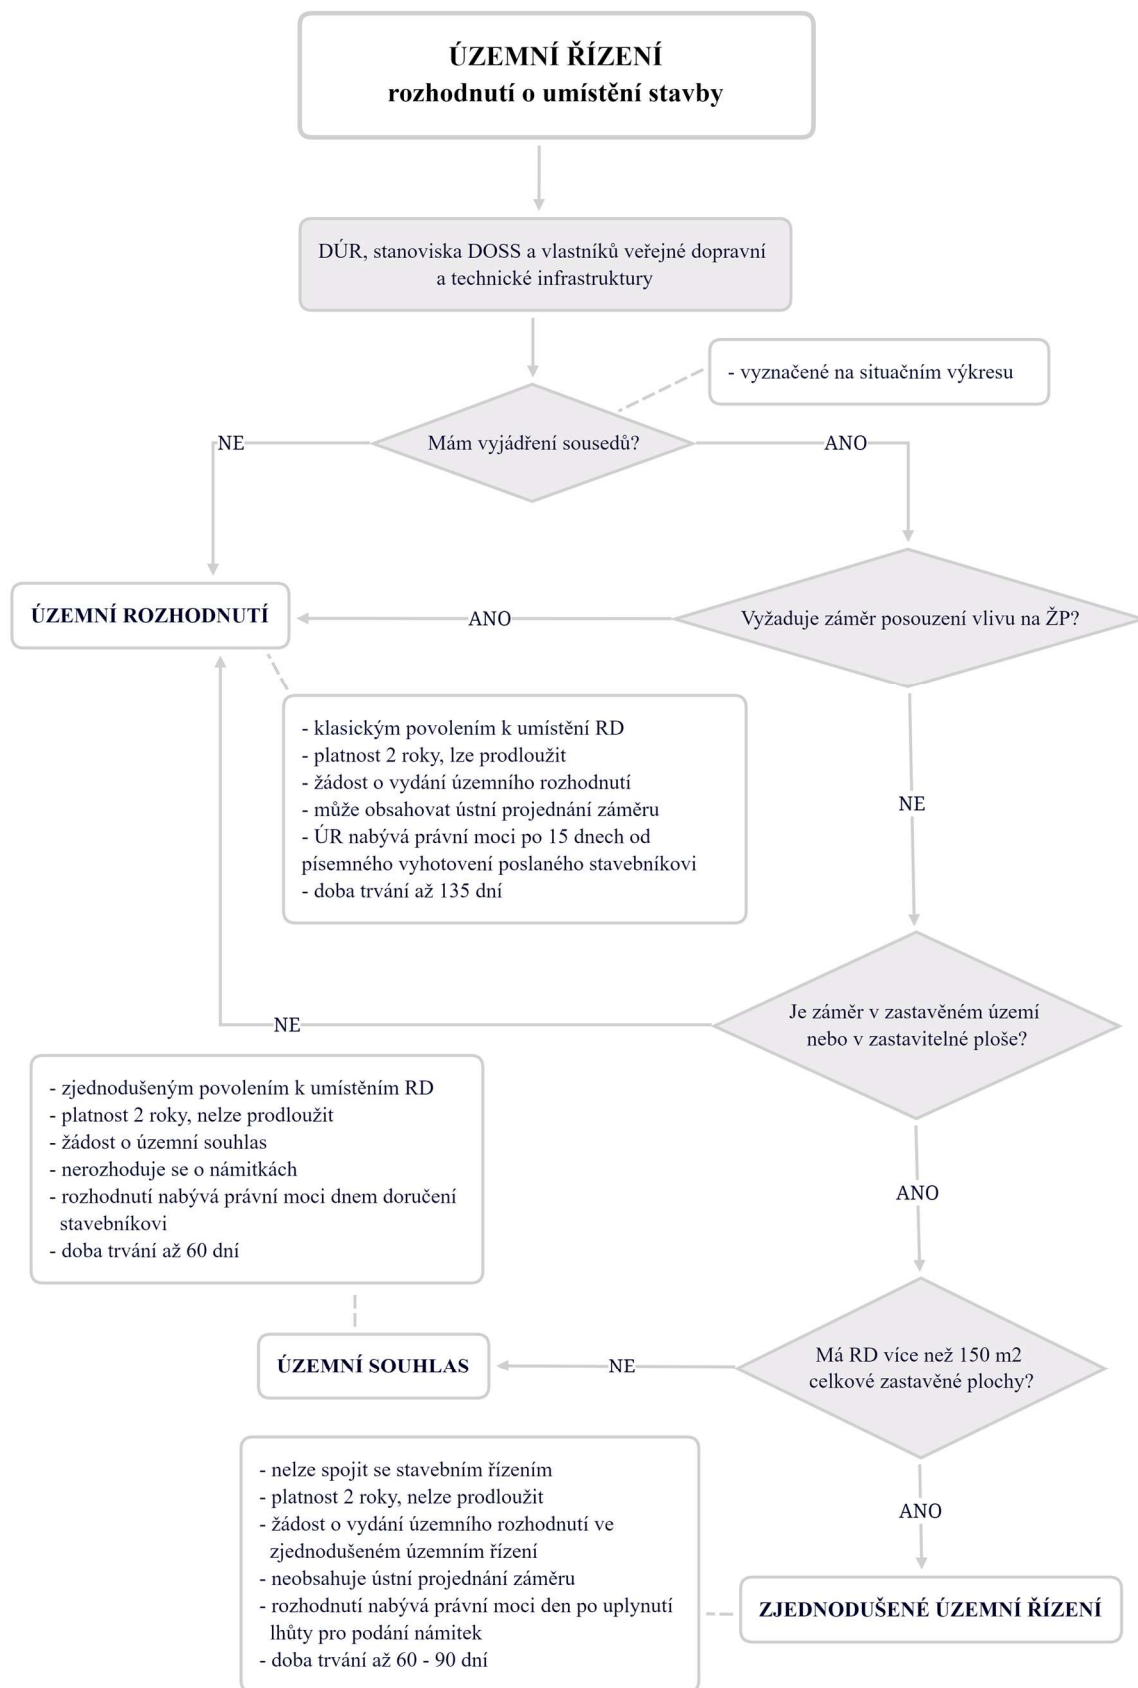 ÚZEMNÍ ŘÍZENÍ
rozhodnutí o umístění stavby
DÚR, stanoviska DOSS a vlastníků veřejné dopravní
a technické infrastruktury
- vyznačené na situačním výkresu
Mám vyjádření sousedů?
NE
ANO
ÚZEMNÍ ROZHODNUTÍ
ANO
Vyžaduje záměr posouzení vlivu na ŽP?
- klasickým povolením k umístění RD
- platnost 2 roky, lze prodloužit
- žádost o vydání územního rozhodnutí
- může obsahovat ústní projednání záměru
- ÚR nabývá právní moci po 15 dnech od
písemného vyhotovení poslaného stavebníkovi
- doba trvání až 135 dní
NE
Je záměr v zastavěném území
nebo v zastavitelné ploše?
NE
- zjednodušeným povolením k umístěním RD
- platnost 2 roky, nelze prodloužit
- žádost o územní souhlas
- nerozhoduje se o námitkách
- rozhodnutí nabývá právní moci dnem doručení
stavebníkovi
- doba trvání až 60 dní
ANO
ÚZEMNÍ SOUHLAS
NE
Má RD více než 150 m2
celkové zastavěné plochy?
- nelze spojit se stavebním řízením
- platnost 2 roky, nelze prodloužit
- žádost o vydání územního rozhodnutí ve
zjednodušeném územním řízení
- neobsahuje ústní projednání záměru
- rozhodnutí nabývá právní moci den po uplynutí
lhůty pro podání námitek
- doba trvání až 60 - 90 dní
ANO
ZJEDNODUŠENÉ ÚZEMNÍ ŘÍZENÍ